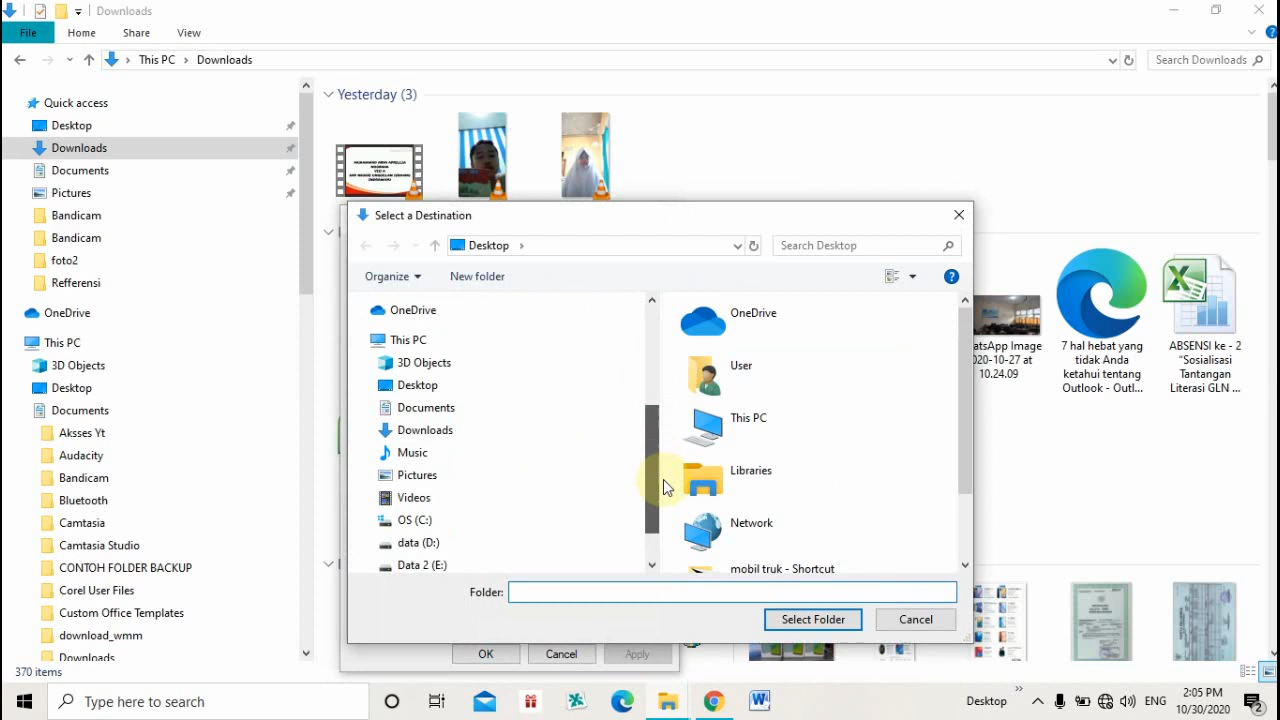 Downloads
File
Home
Share
View
This PC
Downloads
Search Downloads
Quick access
Desktop
Downloads
Documents
Pictures
Bandicam
Bandicam
foto2
Refferensi
OneDrive
This PC
3D Objects
Desktop
Documents
Aksses Yt
Audacity
Bandicam
Bluetooth
Camtasia
Camtasia Studio
CONTOH FOLDER BACKUP
Corel User Files
Custom Office Templates
download_wmm
Downloads
370 items
Yesterday (3)
Select a Destination
Desktop
Search Desktop
Organize
New folder
OneDrive
This PC
3D Objects
Desktop
Documents
Downloads
Music
Pictures
Videos
OS (C:)
data (D:)
Data 2 (E:)
OneDrive
User
This PC
Libraries
Network
mobil truk - Shortcut
Folder:
Select Folder
Cancel
OK
Cancel
Apply
Image
2020-10-27 at
10.24.09
7 hal hebat yang
tidak Anda
ketahui tentang
Outlook - Outl...
ABSENSI ke - 2
"Sosialisasi
Tantangan
Literasi GLN ...
Type here to search
Desktop
ENG
2:05 PM
10/30/2020
2